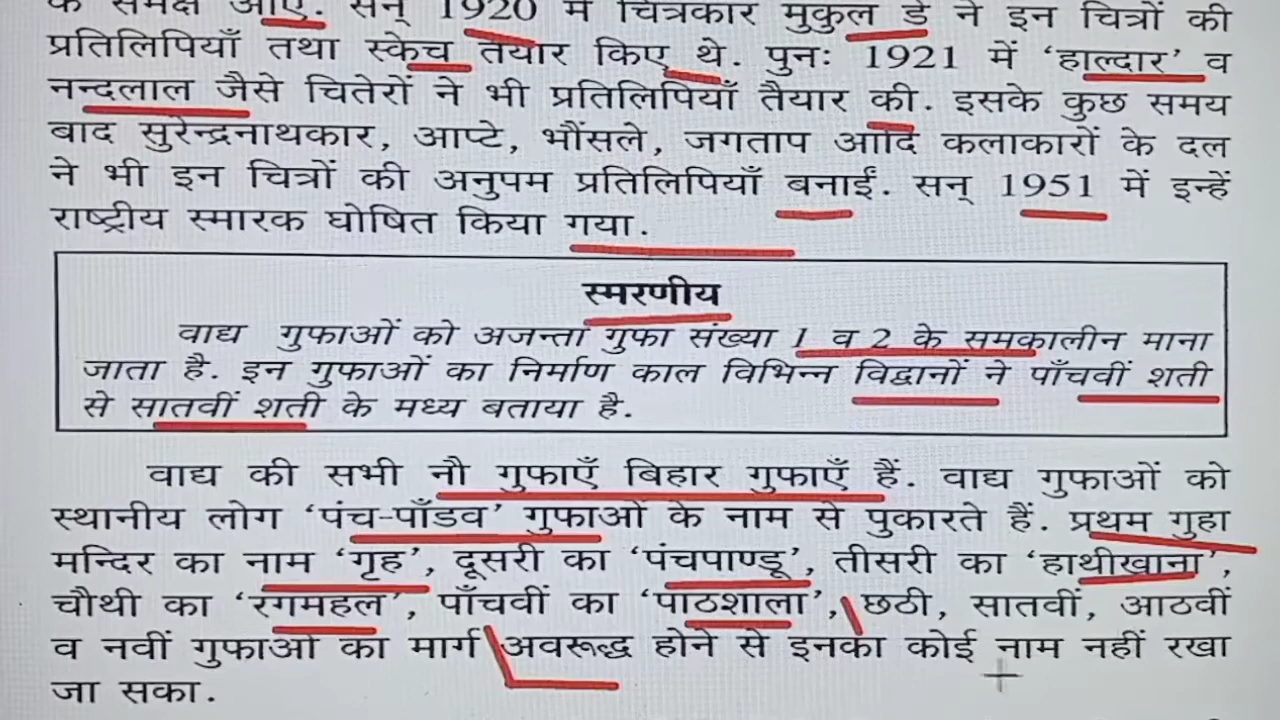 के समक्ष आए. सन् 1920 में चित्रकार मुकुल डे ने इन चित्रों की
प्रतिलिपियाँ तथा स्केच तैयार किए थे. पुनः 1921 में ‘हाल्दार’ व
नन्दलाल जैसे चितेरों ने भी प्रतिलिपियाँ तैयार की. इसके कुछ समय
बाद सुरेन्द्रनाथकार, आप्टे, भौंसले, जगताप आदि कलाकारों के दल
ने भी इन चित्रों की अनुपम प्रतिलिपियाँ बनाईं. सन् 1951 में इन्हें
राष्ट्रीय स्मारक घोषित किया गया.
स्मरणीय
वाद्य गुफाओं को अजन्ता गुफा संख्या 1 व 2 के समकालीन माना
जाता है. इन गुफाओं का निर्माण काल विभिन्न विद्वानों ने पाँचवीं शती
से सातवीं शती के मध्य बताया है.
वाद्य की सभी नौ गुफाएँ बिहार गुफाएँ हैं. वाद्य गुफाओं को
स्थानीय लोग ‘पंच-पाँडव’ गुफाओं के नाम से पुकारते हैं. प्रथम गुहा
मन्दिर का नाम ‘गृह’, दूसरी का ‘पंचपाण्डू’, तीसरी का ‘हाथीखाना’,
चौथी का ‘रंगमहल’, पाँचवीं का ‘पाठशाला’, छठी, सातवीं, आठवीं
व नवीं गुफाओं का मार्ग अवरूद्ध होने से इनका कोई नाम नहीं रखा
जा सका.